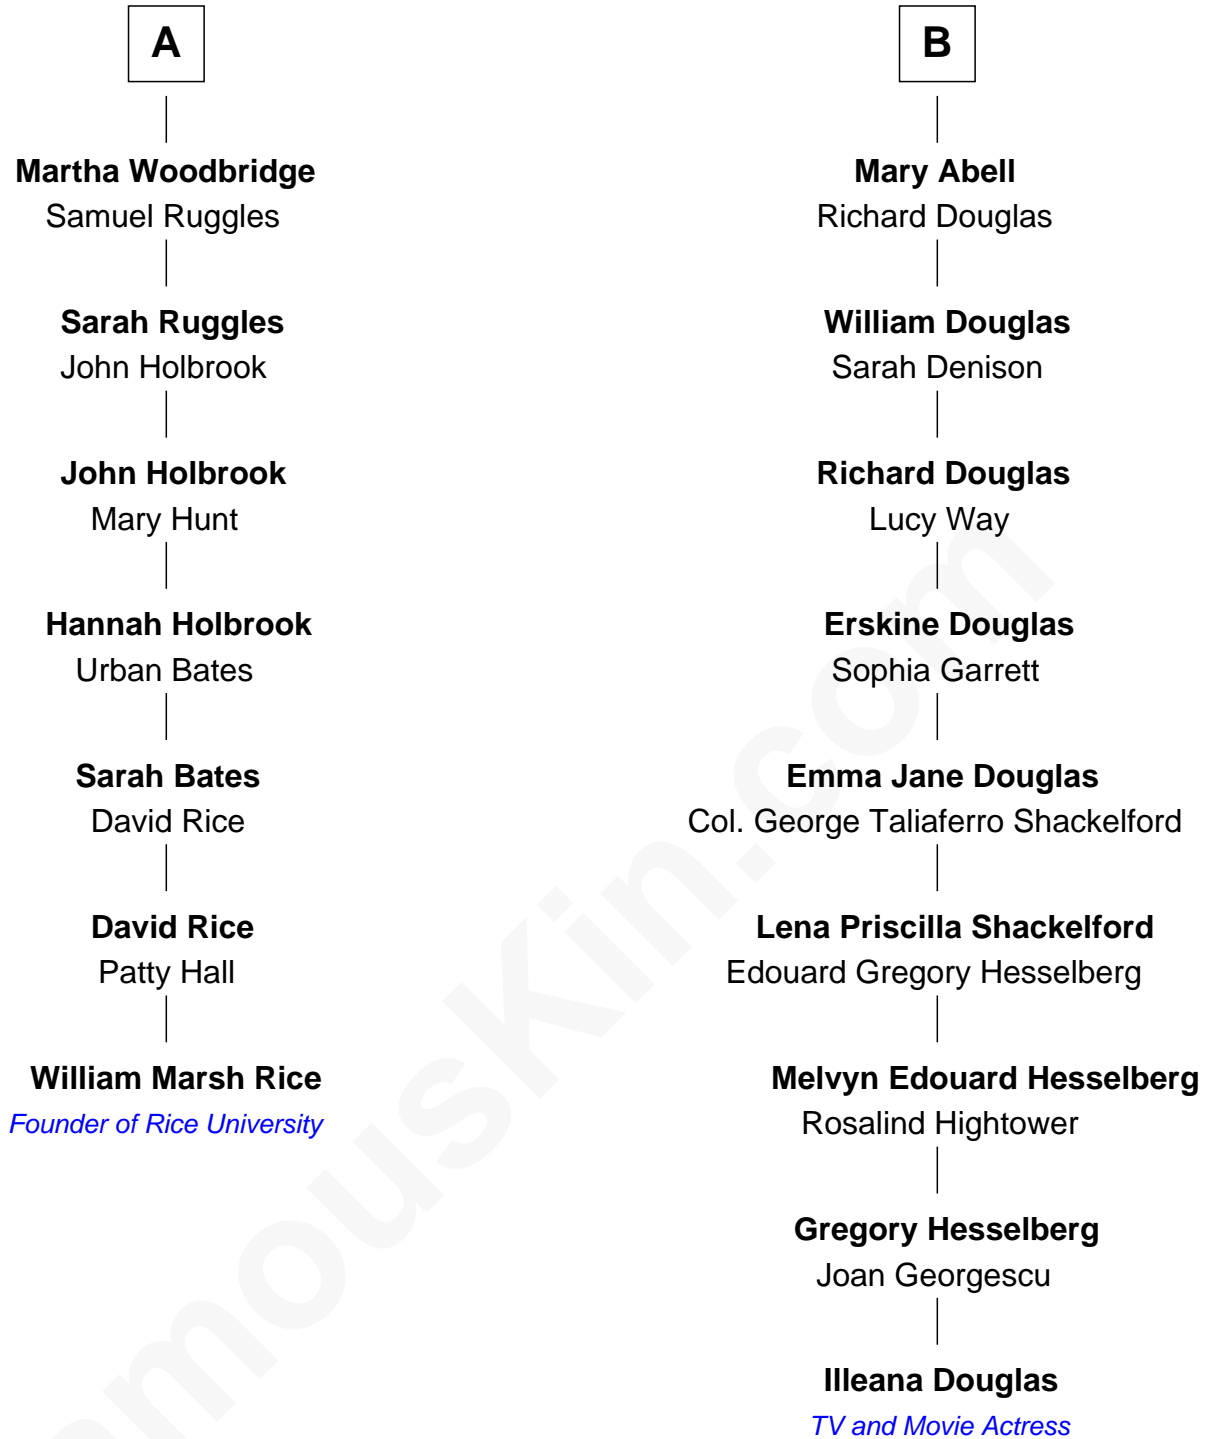 A
Martha Woodbridge
Samuel Ruggles
Sarah Ruggles
John Holbrook
John Holbrook
Mary Hunt
Hannah Holbrook
Urban Bates
Sarah Bates
David Rice
David Rice
Patty Hall
William Marsh Rice
Founder of Rice University
B
Mary Abell
Richard Douglas
William Douglas
Sarah Denison
Richard Douglas
Lucy Way
Erskine Douglas
Sophia Garrett
Emma Jane Douglas
Col. George Taliaferro Shackelford
Lena Priscilla Shackelford
Edouard Gregory Hesselberg
Melvyn Edouard Hesselberg
Rosalind Hightower
Gregory Hesselberg
Joan Georgescu
Illeana Douglas
TV and Movie Actress
amousKin.com